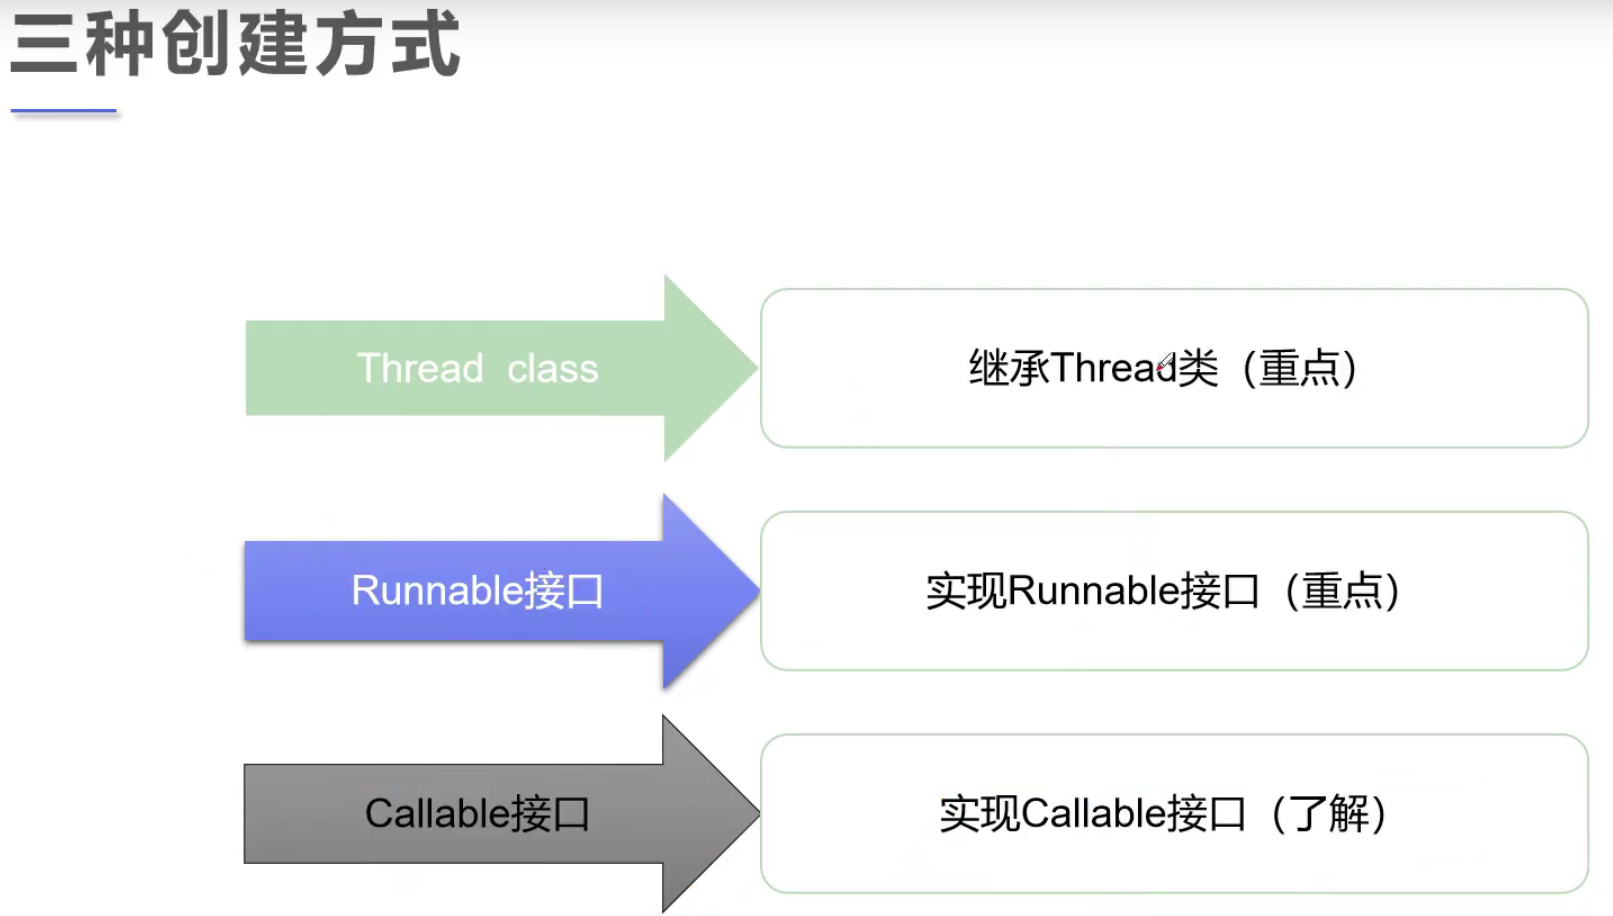 三种创建方式
Thread class
继承Thread类（重点）
Runnable接口
实现Runnable接口（重点）
Callable接口
实现Callable接口（了解）